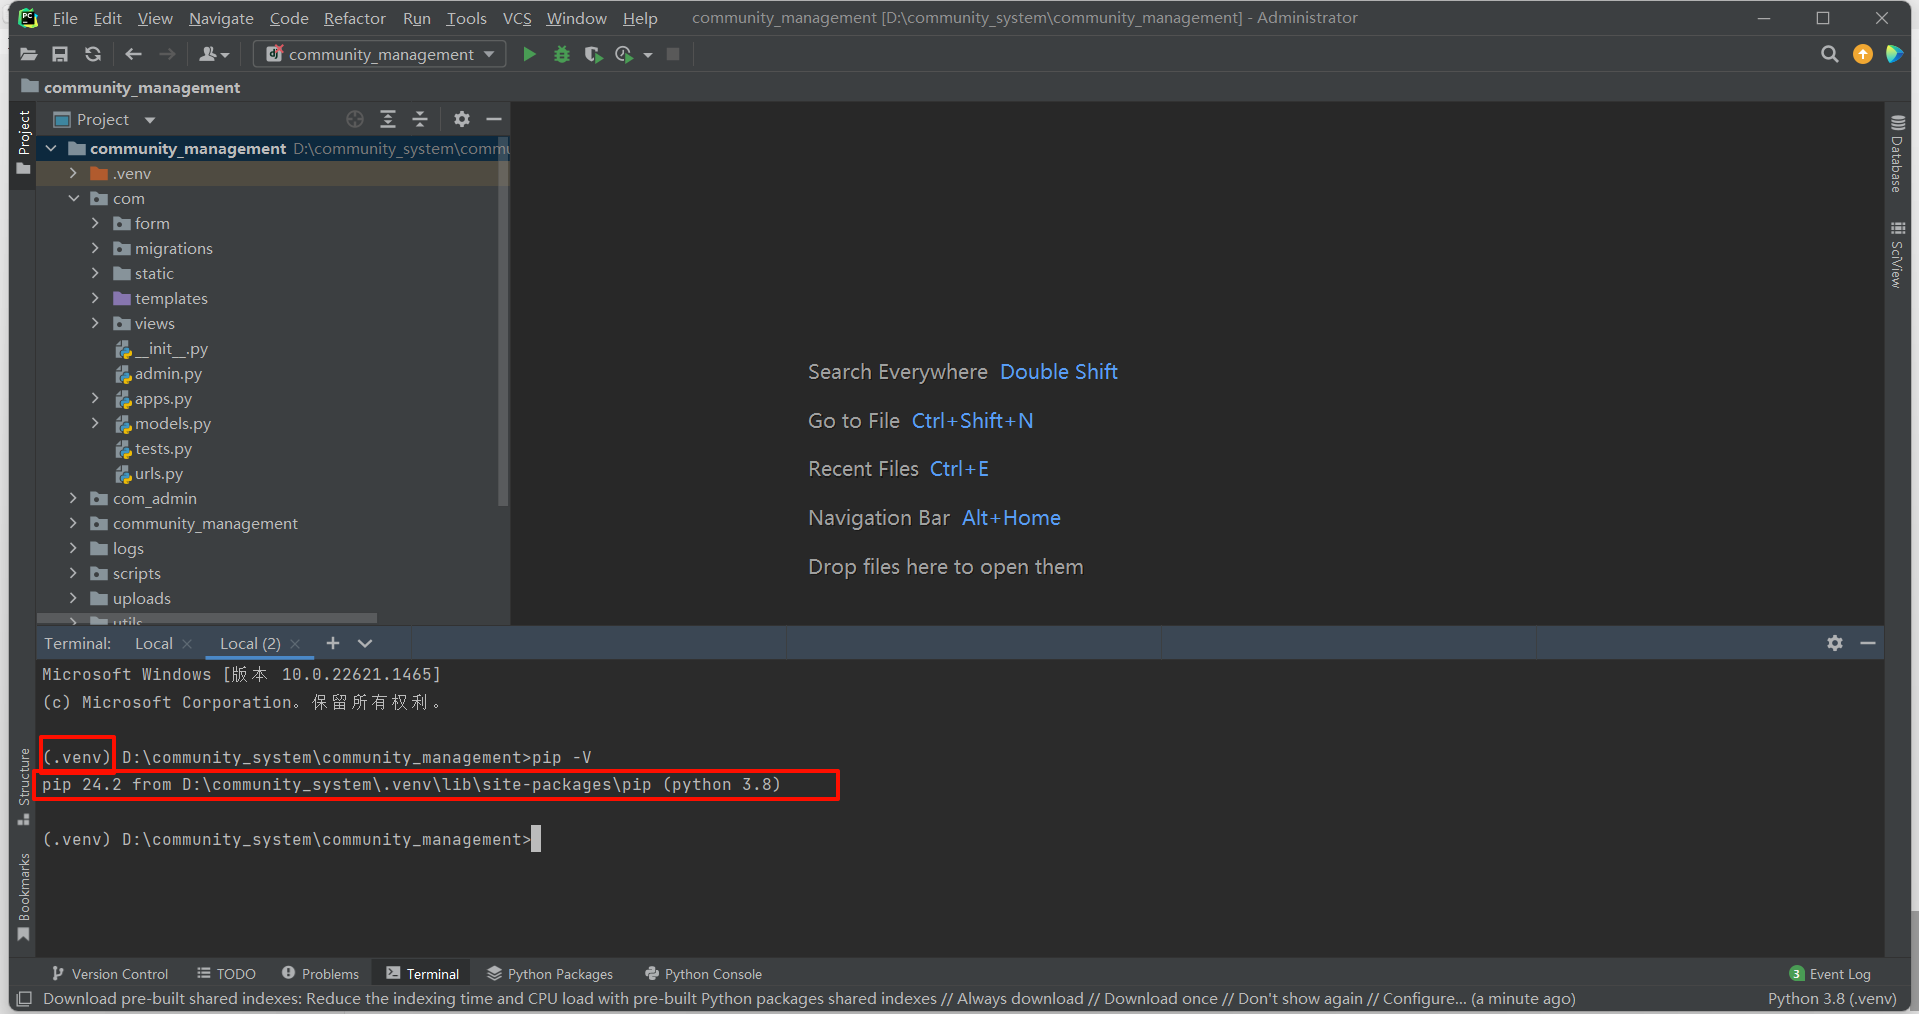 File Edit View Navigate Code Refactor Run Tools VCS Window Help community_management [D:\community_system\community_management] - Administrator
community_management
community_management
Project
Project
community_management D:\community_system\commu
.venv
com
form
migrations
static
templates
views
__init__.py
admin.py
apps.py
models.py
tests.py
urls.py
com_admin
community_management
logs
scripts
uploads
utils
Search Everywhere Double Shift
Go to File Ctrl+Shift+N
Recent Files Ctrl+E
Navigation Bar Alt+Home
Drop files here to open them
Database
SciView
Terminal: Local Local (2)
Microsoft Windows [版本 10.0.22621.1465]
(c) Microsoft Corporation。保留所有权利。
(.venv) D:\community_system\community_management>pip -V
pip 24.2 from D:\community_system\.venv\lib\site-packages\pip (python 3.8)
(.venv) D:\community_system\community_management>
Structure
Bookmarks
Version Control TODO Problems Terminal Python Packages Python Console 3 Event Log
Download pre-built shared indexes: Reduce the indexing time and CPU load with pre-built Python packages shared indexes // Always download // Download once // Don't show again // Configure... (a minute ago) Python 3.8 (.venv)